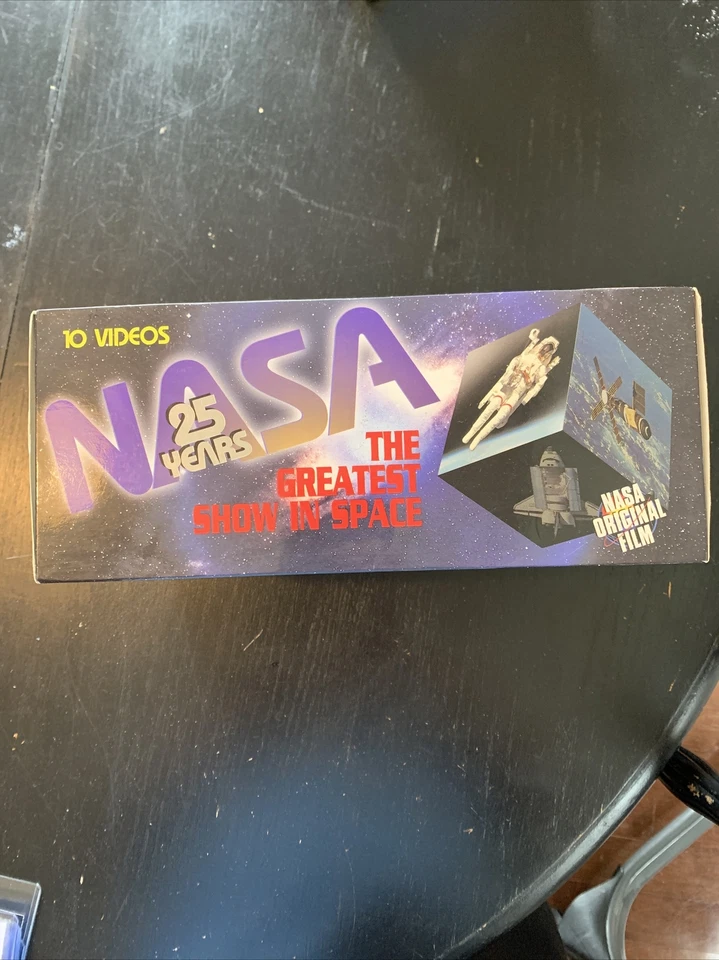 10 VIDEOS
NASA
25
YEARS
THE
GREATEST
SHOW IN SPACE
NASA
ORIGINAL
FILM